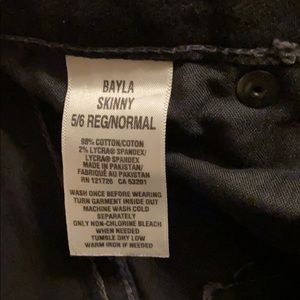 BAYLA
SKINNY
5/6 REG/NORMAL
98% COTTON/COTON
2% LYCRA® SPANDEX/
LYCRA® SPANDEX
MADE IN PAKISTAN/
FABRIQUÉ AU PAKISTAN
RN 121726 CA 53201
WASH ONCE BEFORE WEARING
TURN GARMENT INSIDE OUT
MACHINE WASH COLD
SEPARATELY
ONLY NON-CHLORINE BLEACH
WHEN NEEDED
TUMBLE DRY LOW
WARM IRON IF NEEDED